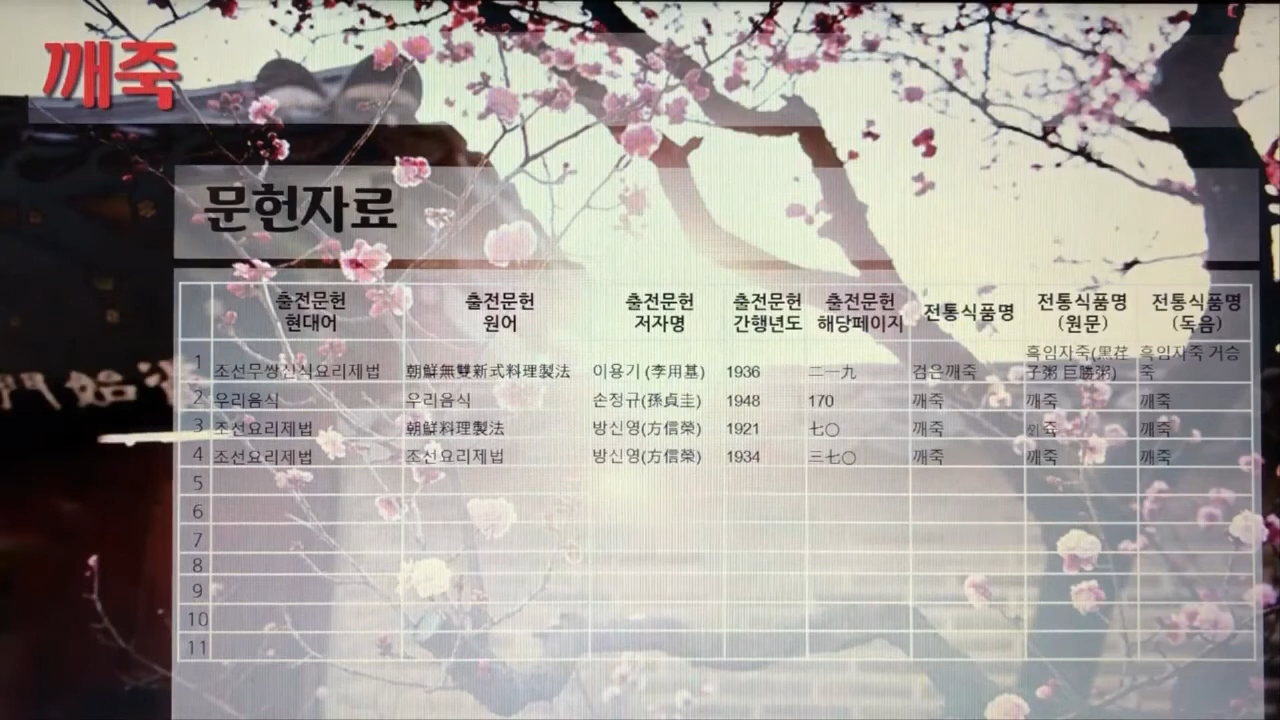 깨죽
문헌자료
출전문헌 현대어 출전문헌 원어 출전문헌 저자명 출전문헌 간행년도 출전문헌 해당페이지 전통식품명 전통식품명 (원문) 전통식품명 (독음)
1 조선무쌍신식요리제법 朝鮮無雙新式料理製法 이용기 (李用基) 1936 二一九 검은깨죽 흑임자죽(黑荏子粥 巨勝粥) 흑임자죽 거승죽
2 우리음식 우리음식 손정규(孫貞圭) 1948 170 깨죽 깨죽 깨죽
3 조선요리제법 朝鮮料理製法 방신영(方信榮) 1921 七〇 깨죽 죽 깨죽
4 조선요리제법 조선요리제법 방신영(方信榮) 1934 三七〇 깨죽 깨죽 깨죽
5
6
7
8
9
10
11